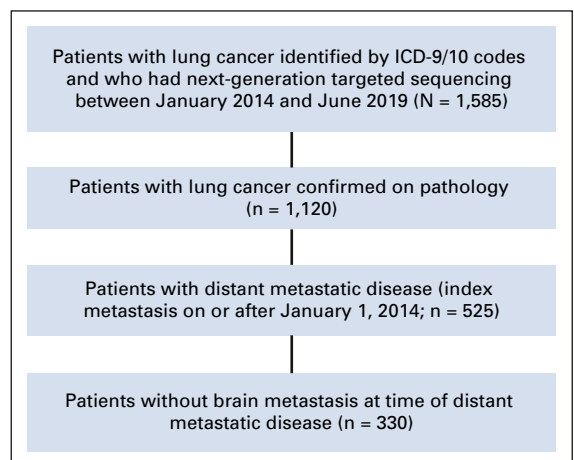 Patients with lung cancer identified by ICD-9/10 codes
and who had next-generation targeted sequencing
between January 2014 and June 2019 (N = 1,585)
Patients with lung cancer confirmed on pathology
(n = 1,120)
Patients with distant metastatic disease (index
metastasis on or after January 1, 2014; n = 525)
Patients without brain metastasis at time of distant
metastatic disease (n = 330)